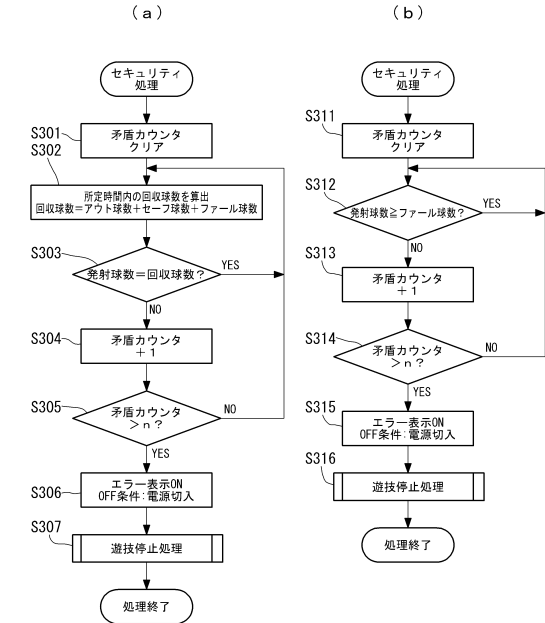 (a)
セキュリティ
処理
S301
矛盾カウンタ
クリア
S302
所定時間内の回収球数を算出
回収球数=アウト球数+セーフ球数+ファール球数
S303
発射球数=回収球数?
YES
NO
S304
矛盾カウンタ
+1
S305
矛盾カウンタ
>n?
NO
YES
S306
エラー表示ON
OFF条件:電源切入
S307
遊技停止処理
処理終了
(b)
セキュリティ
処理
S311
矛盾カウンタ
クリア
S312
発射球数≧ファール球数?
YES
NO
S313
矛盾カウンタ
+1
S314
矛盾カウンタ
>n?
NO
YES
S315
エラー表示ON
OFF条件:電源切入
S316
遊技停止処理
処理終了